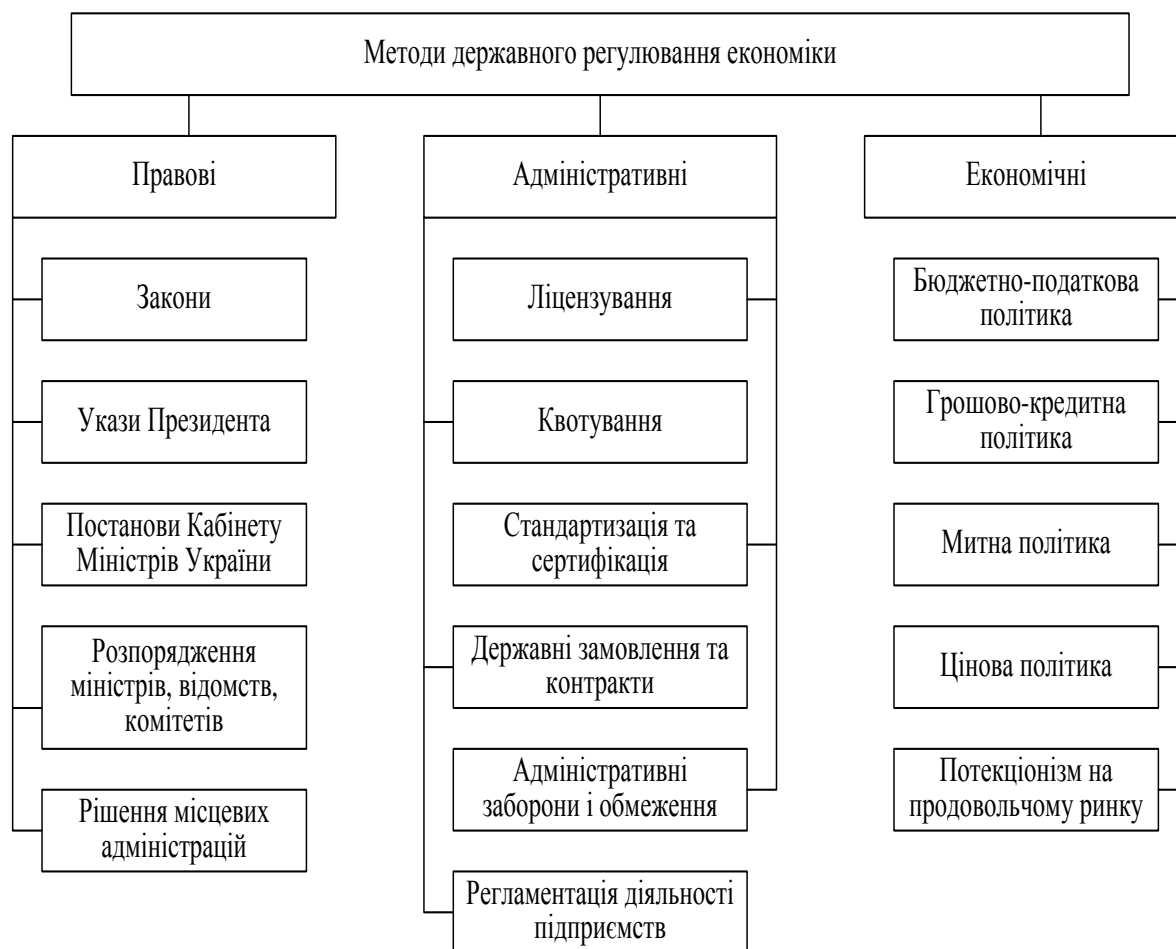 Методи державного регулювання економіки
Правові
Закони
Укази Президента
Постанови Кабінету
Міністрів України
Розпорядження
міністрів, відомств,
комітетів
Рішення місцевих
адміністрацій
Адміністративні
Ліцензування
Квотування
Стандартизація та
сертифікація
Державні замовлення та
контракти
Адміністративні
заборони і обмеження
Регламентація діяльності
підприємств
Економічні
Бюджетно-податкова
політика
Грошово-кредитна
політика
Митна політика
Цінова політика
Потекціонізм на
продовольчому ринку